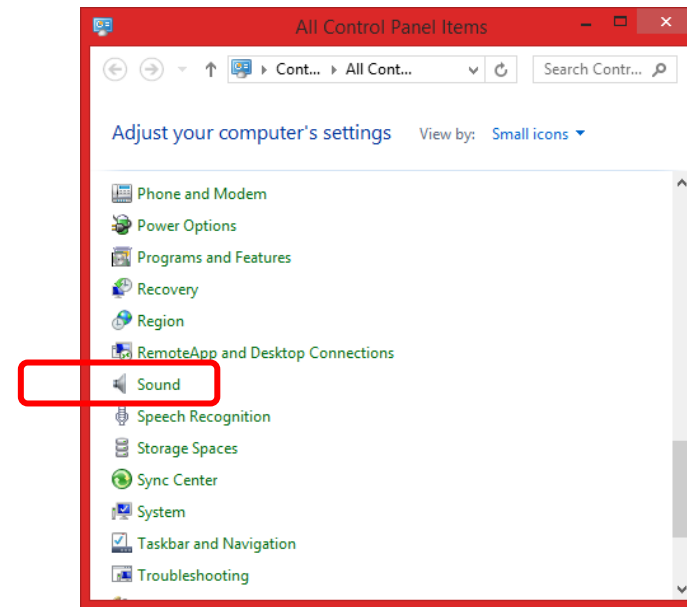 All Control Panel Items
Cont... All Cont... Search Contr...
Adjust your computer's settings View by: Small icons
Phone and Modem
Power Options
Programs and Features
Recovery
Region
RemoteApp and Desktop Connections
Sound
Speech Recognition
Storage Spaces
Sync Center
System
Taskbar and Navigation
Troubleshooting